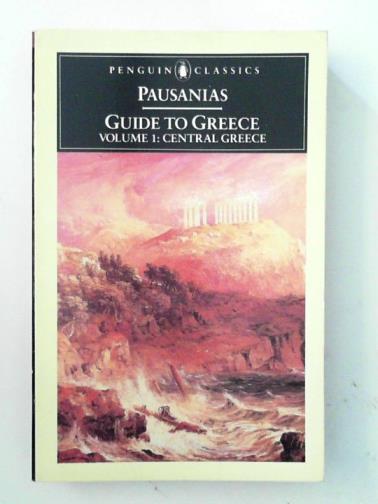 PENGUIN CLASSICS
PAUSANIAS
GUIDE TO GREECE
VOLUME 1: CENTRAL GREECE